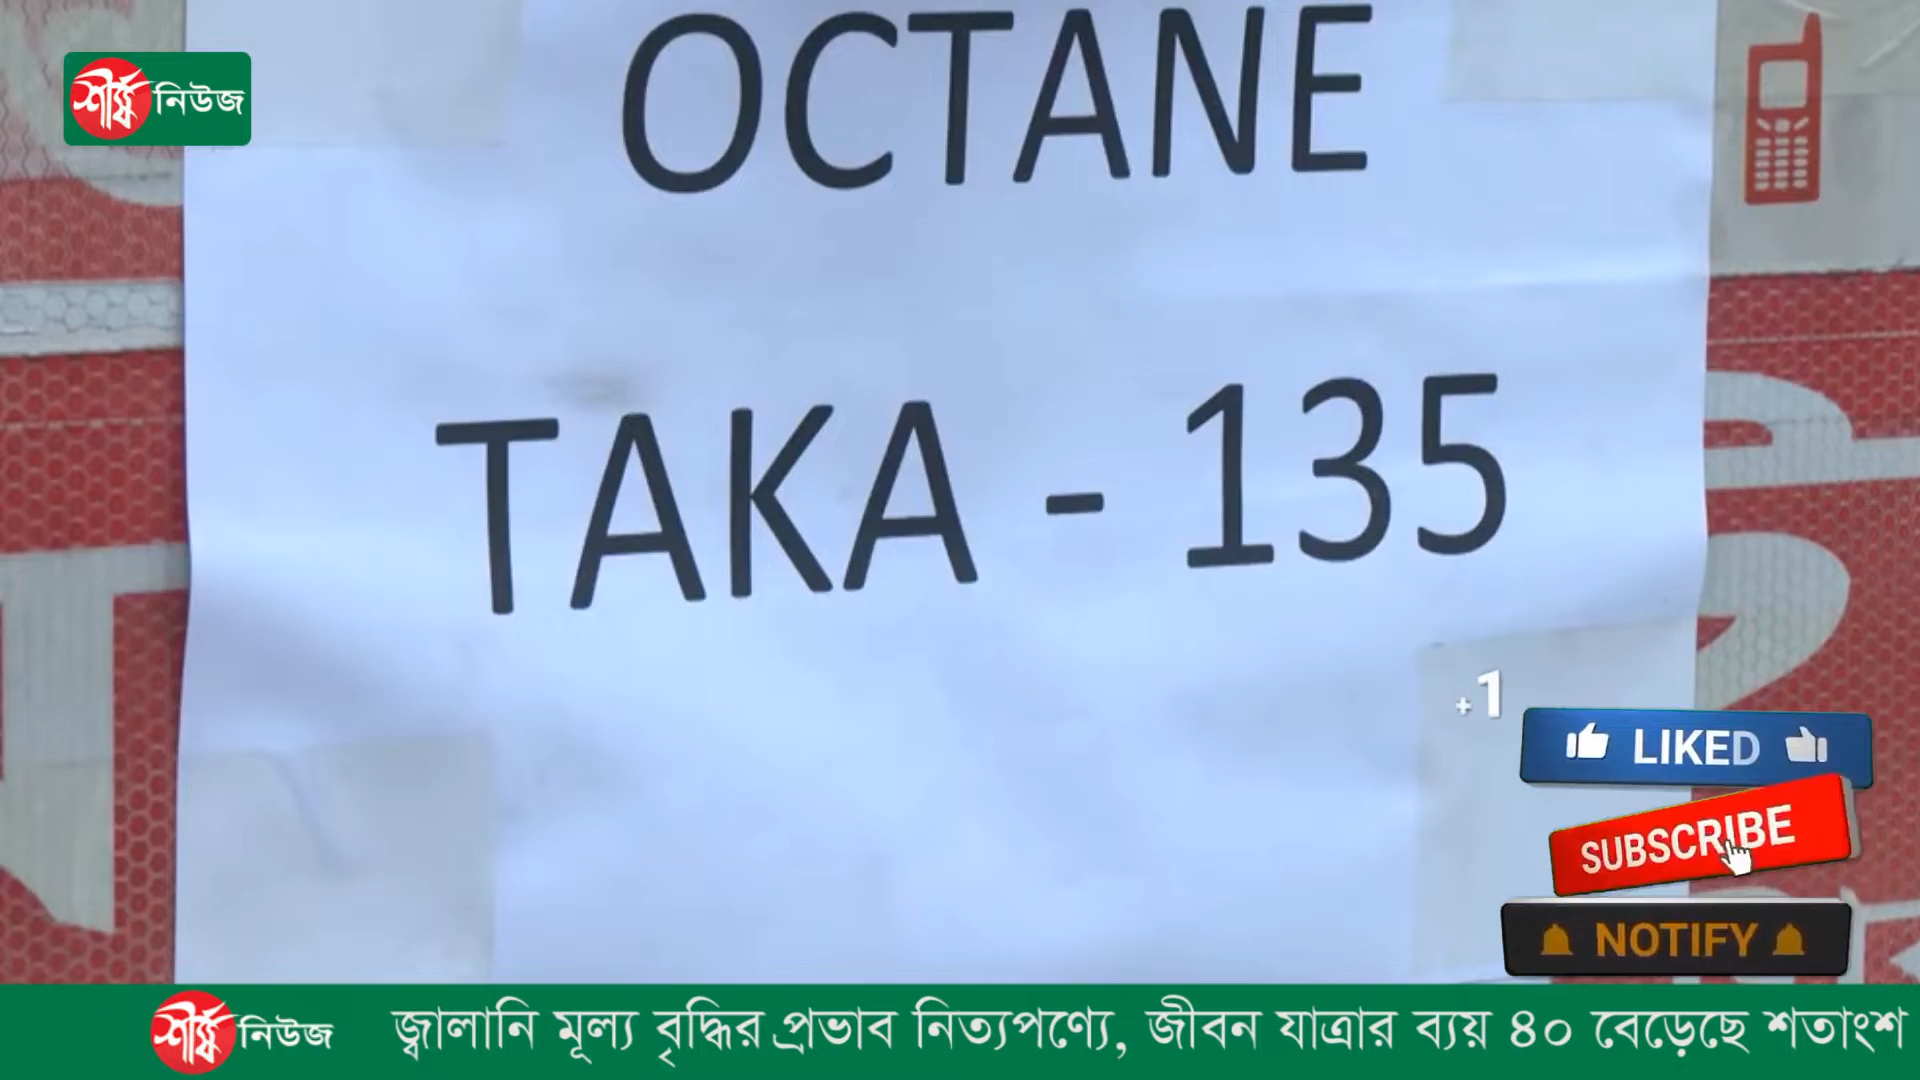 শীর্ষ নিউজ
OCTANE
TAKA - 135
+1
LIKED
SUBSCRIBE
NOTIFY
শীর্ষ নিউজ জ্বালানি মূল্য বৃদ্ধির প্রভাব নিত্যপণ্যে, জীবন যাত্রার ব্যয় ৪০ বেড়েছে শতাংশ